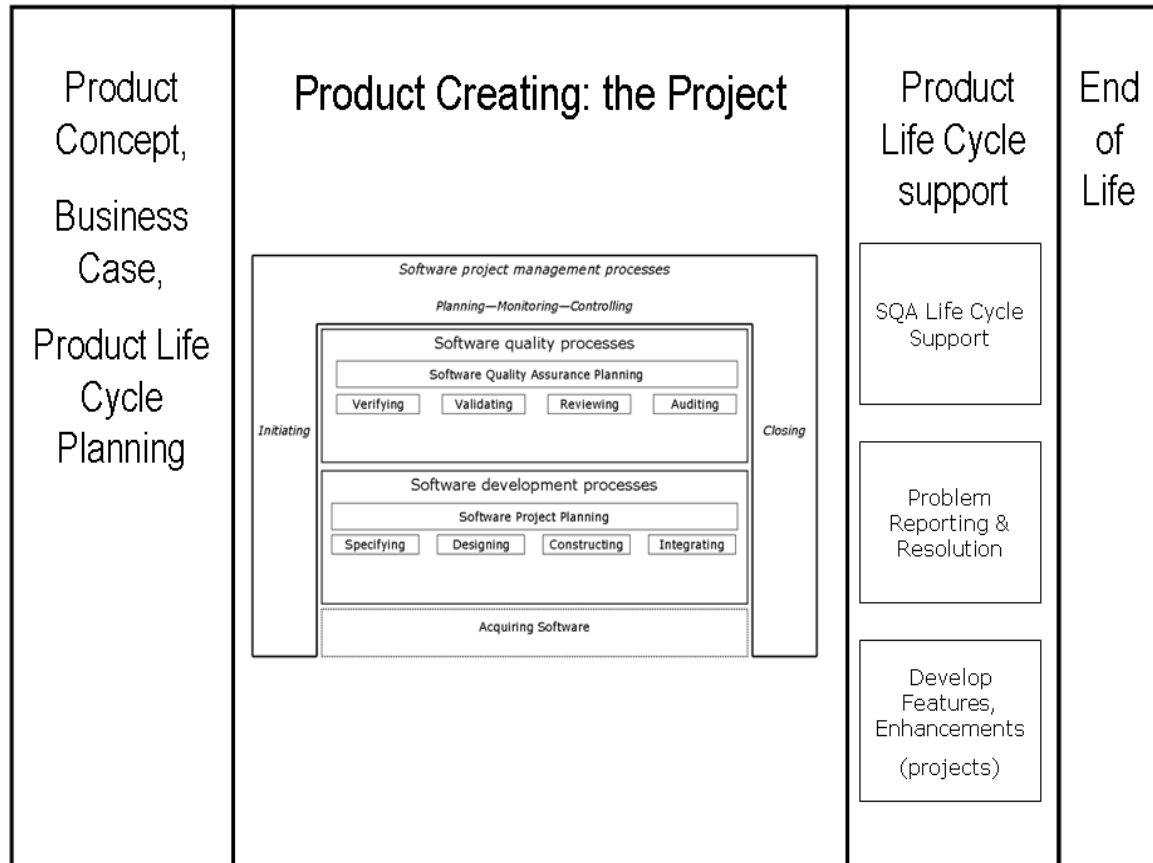 Product
Concept,
Business
Case,
Product Life
Cycle
Planning
Product Creating: the Project
Software project management processes
Planning—Monitoring—Controlling
Initiating
Software quality processes
Software Quality Assurance Planning
Verifying
Validating
Reviewing
Auditing
Software development processes
Software Project Planning
Specifying
Designing
Constructing
Integrating
Acquiring Software
Closing
Product
Life Cycle
support
SQA Life Cycle
Support
Problem
Reporting &
Resolution
Develop
Features,
Enhancements
(projects)
End
of
Life